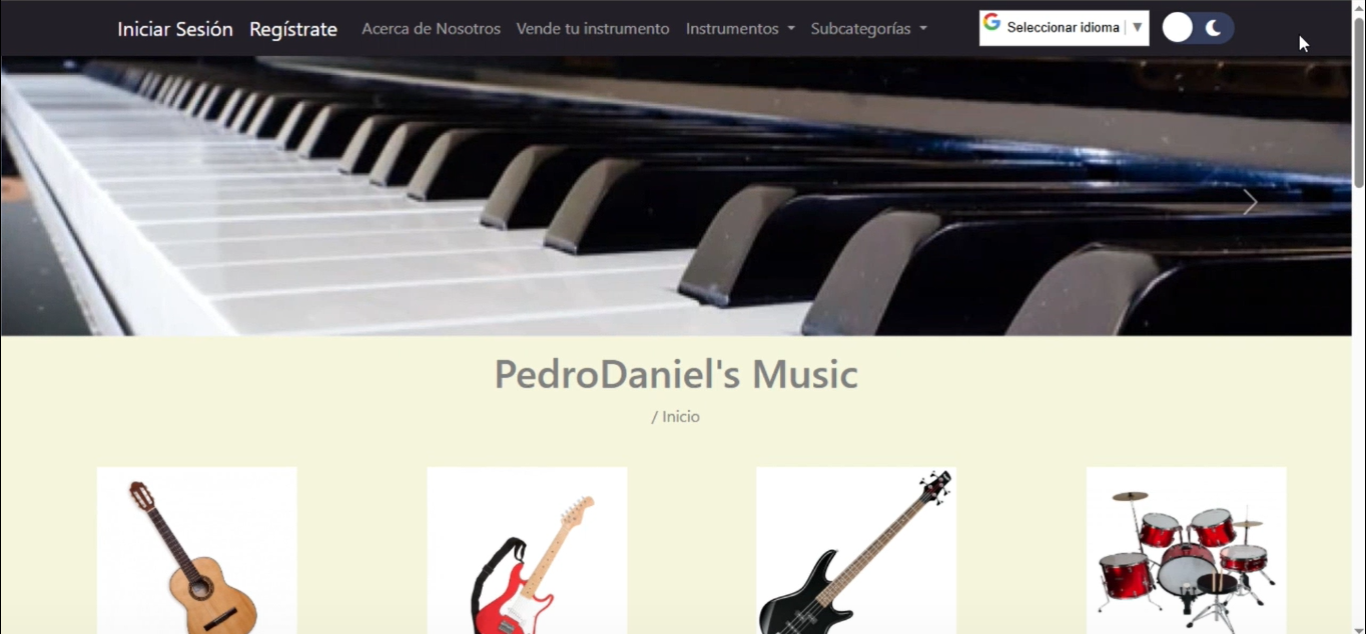 Iniciar Sesión Regístrate Acerca de Nosotros Vende tu instrumento Instrumentos Subcategorías Seleccionar idioma
PedroDaniel's Music
/ Inicio